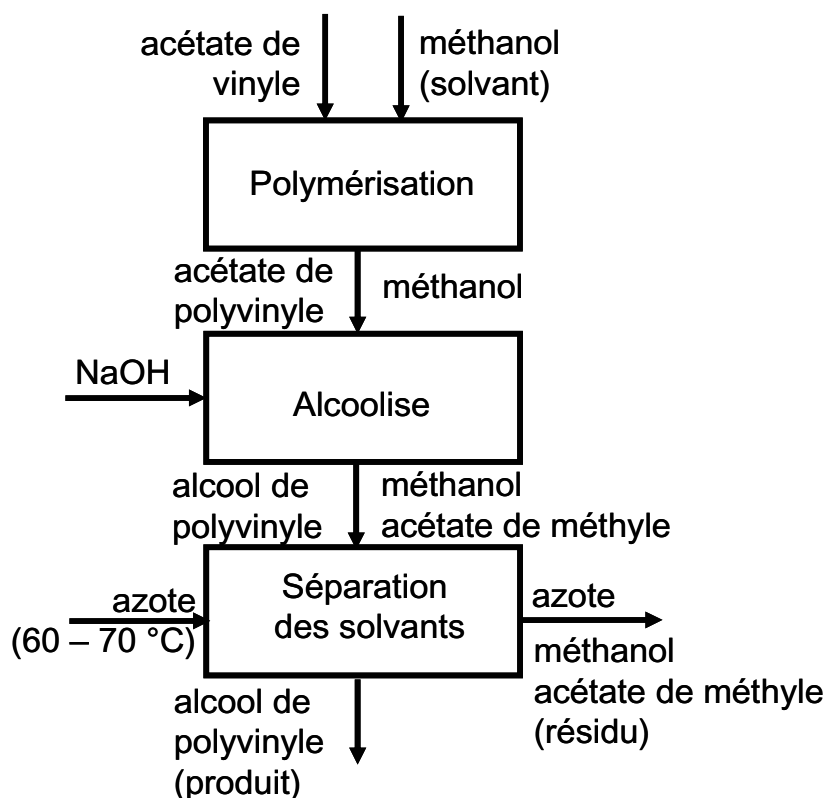 acétate de
vinyle
méthanol
(solvant)
Polymérisation
acétate de
polyvinyle
méthanol
NaOH
Alcoolise
alcool de
polyvinyle
méthanol
acétate de méthyle
azote
(60 – 70 °C)
Séparation
des solvants
azote
méthanol
acétate de méthyle
(résidu)
alcool de
polyvinyle
(produit)